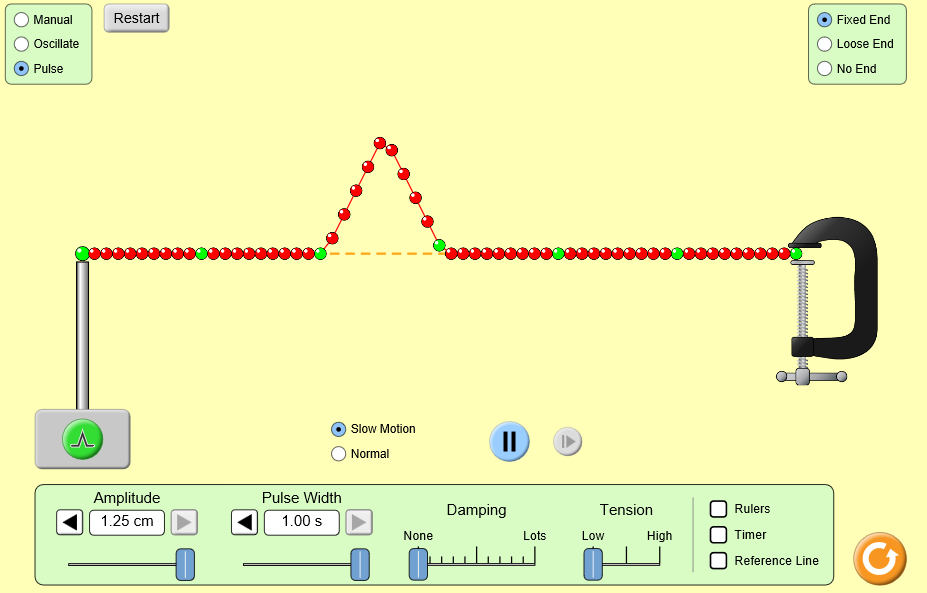 Manual
Oscillate
Pulse
Restart
Fixed End
Loose End
No End
Slow Motion
Normal
Amplitude
1.25 cm
Pulse Width
1.00 s
Damping
None
Lots
Tension
Low
High
Rulers
Timer
Reference Line